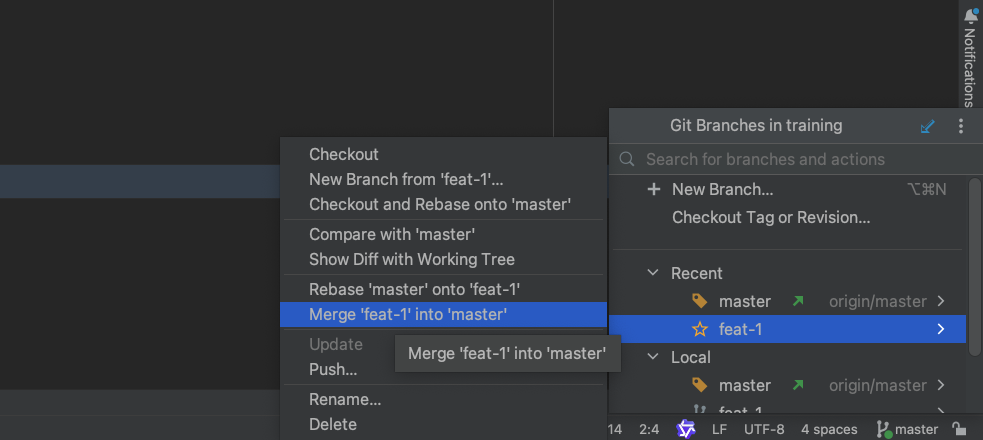 Notifications
Git Branches in training
Search for branches and actions
New Branch... ⌥⌘N
Checkout Tag or Revision...
Recent
master origin/master
feat-1
Local
master origin/master
feat-1
Checkout
New Branch from 'feat-1'...
Checkout and Rebase onto 'master'
Compare with 'master'
Show Diff with Working Tree
Rebase 'master' onto 'feat-1'
Merge 'feat-1' into 'master'
Update
Push...
Rename...
Delete
Merge 'feat-1' into 'master'
14 2:4 LF UTF-8 4 spaces master